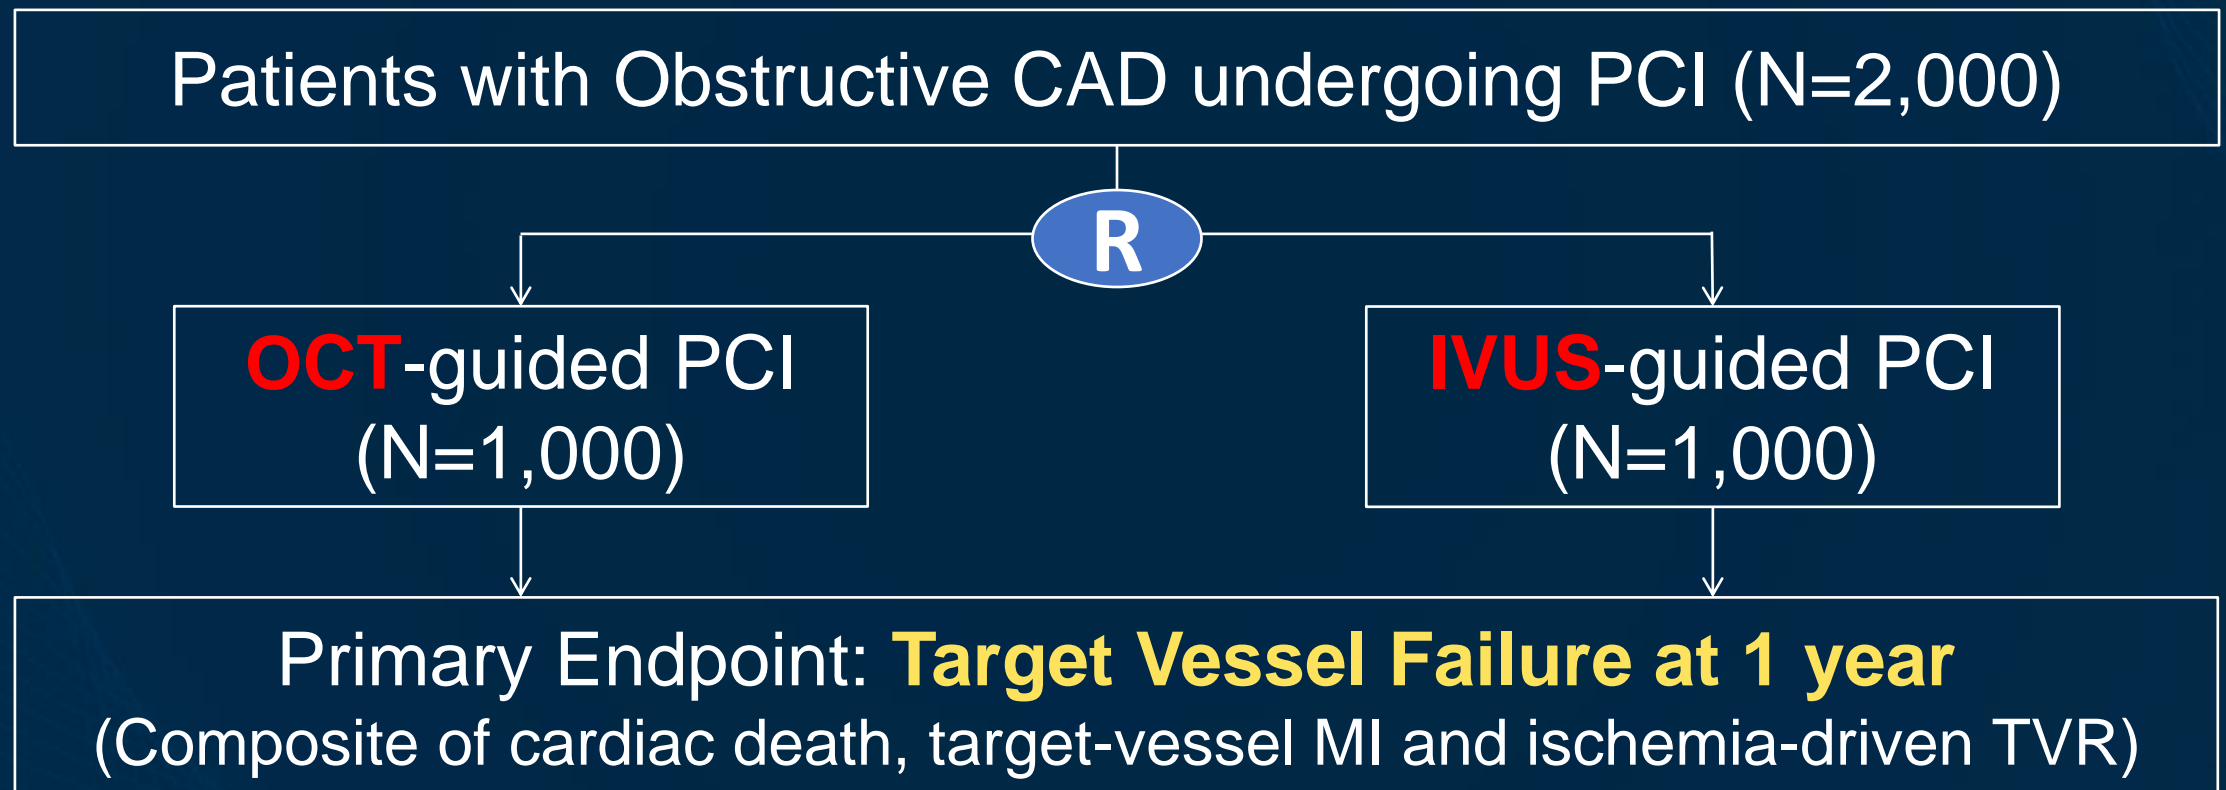 Patients with Obstructive CAD undergoing PCI (N=2,000)
R
OCT-guided PCI
(N=1,000)
IVUS-guided PCI
(N=1,000)
Primary Endpoint: Target Vessel Failure at 1 year
(Composite of cardiac death, target-vessel MI and ischemia-driven TVR)